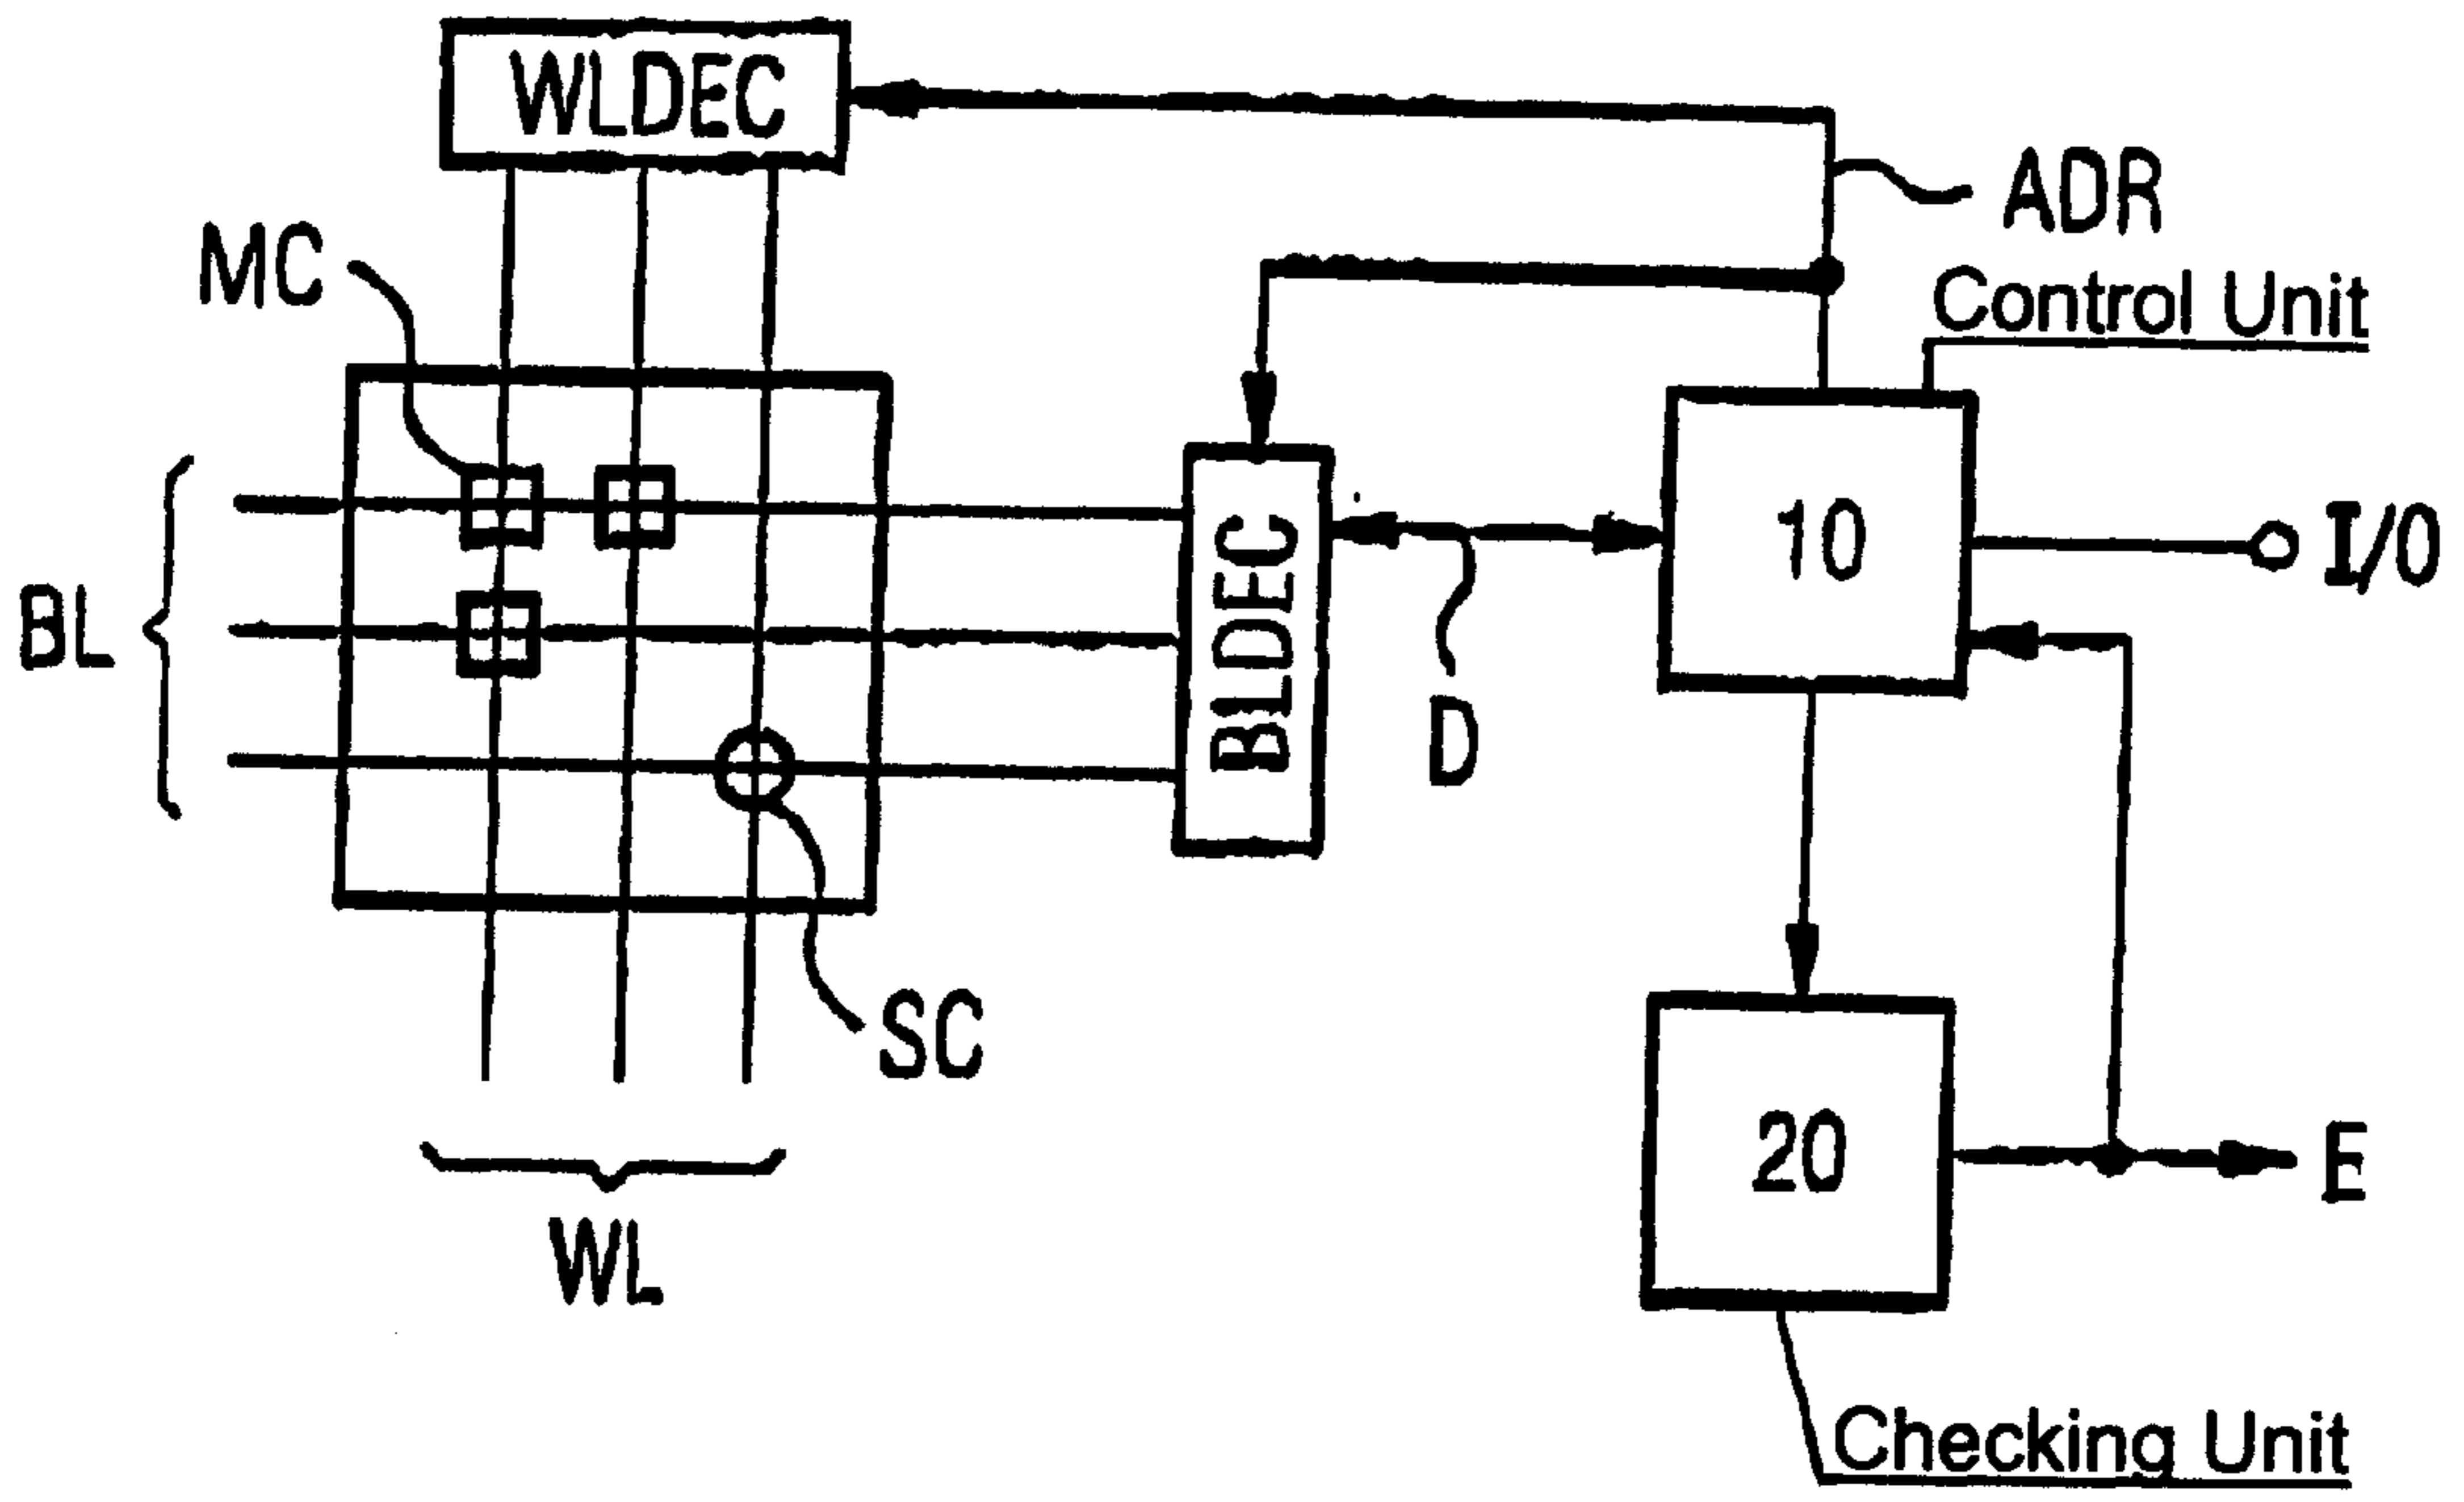 WLDEC
ADR
MC
Control Unit
10
I/O
BLDEC
BL
D
SC
20
E
WL
Checking Unit